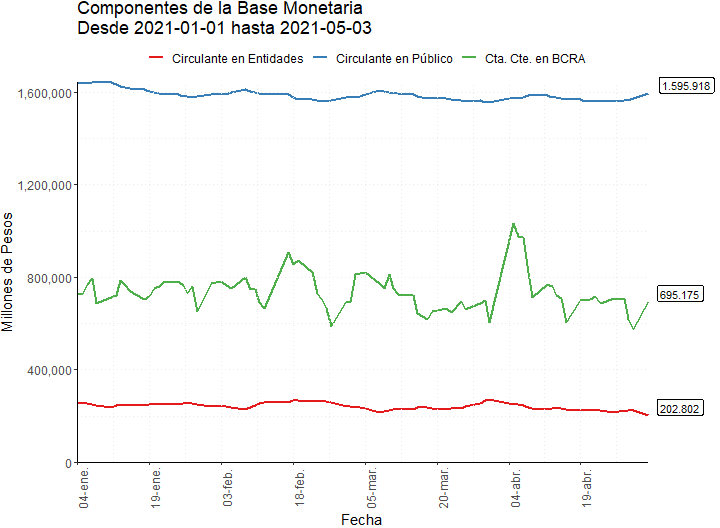 Componentes de la Base Monetaria
Desde 2021-01-01 hasta 2021-05-03
Circulante en Entidades
Circulante en Público
Cta. Cte. en BCRA
Millones de Pesos
1,600,000
1,200,000
800,000
400,000
0
1.595.918
695.175
202.802
04-ene.
19-ene.
03-feb.
18-feb.
05-mar.
20-mar.
04-abr.
19-abr.
Fecha